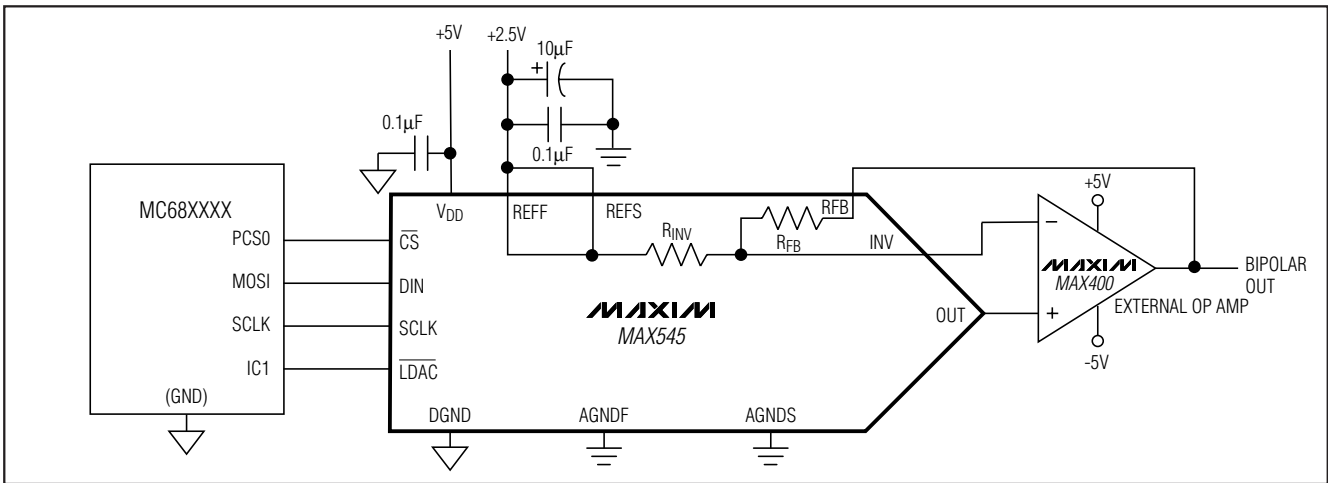 +5V
+2.5V
10µF
+
0.1µF
0.1µF
MC68XXXX
PCS0
MOSI
SCLK
IC1
(GND)
VDD
REFF
REFS
RFB
RINV
RFB
INV
CS
DIN
SCLK
LDAC
MAXIM
MAX545
OUT
DGND
AGNDF
AGNDS
+5V
−
MAXIM
MAX400
EXTERNAL OP AMP
+
-5V
BIPOLAR
OUT